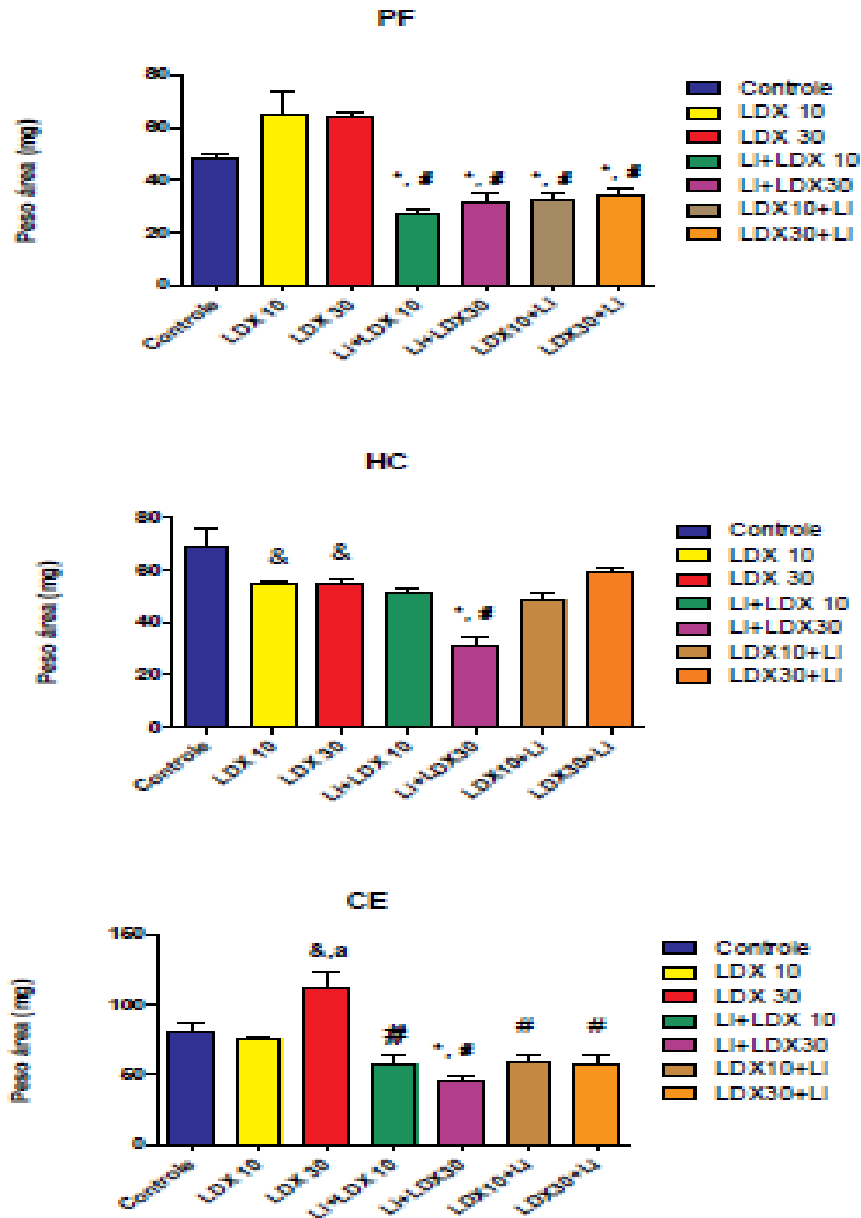 PF
Peso área (mg)
80
60
40
20
0
*, #
*, #
*, #
*, #
Controle
LDX 10
LDX 30
Li+LDX 10
Li+LDX30
LDX10+Li
LDX30+Li
Controle
LDX 10
LDX 30
LI+LDX 10
LI+LDX30
LDX10+LI
LDX30+LI
HC
Peso área (mg)
80
60
40
20
0
*, #
Controle
LDX 10
LDX 30
Li+LDX 10
Li+LDX30
LDX10+Li
LDX30+Li
Controle
LDX 10
LDX 30
LI+LDX 10
LI+LDX30
LDX10+LI
LDX30+LI
CE
Peso área (mg)
150
100
50
0
&,a
#
*, #
#
#
Controle
LDX 10
LDX 30
Li+LDX 10
Li+LDX30
LDX10+Li
LDX30+Li
Controle
LDX 10
LDX 30
LI+LDX 10
LI+LDX30
LDX10+LI
LDX30+LI